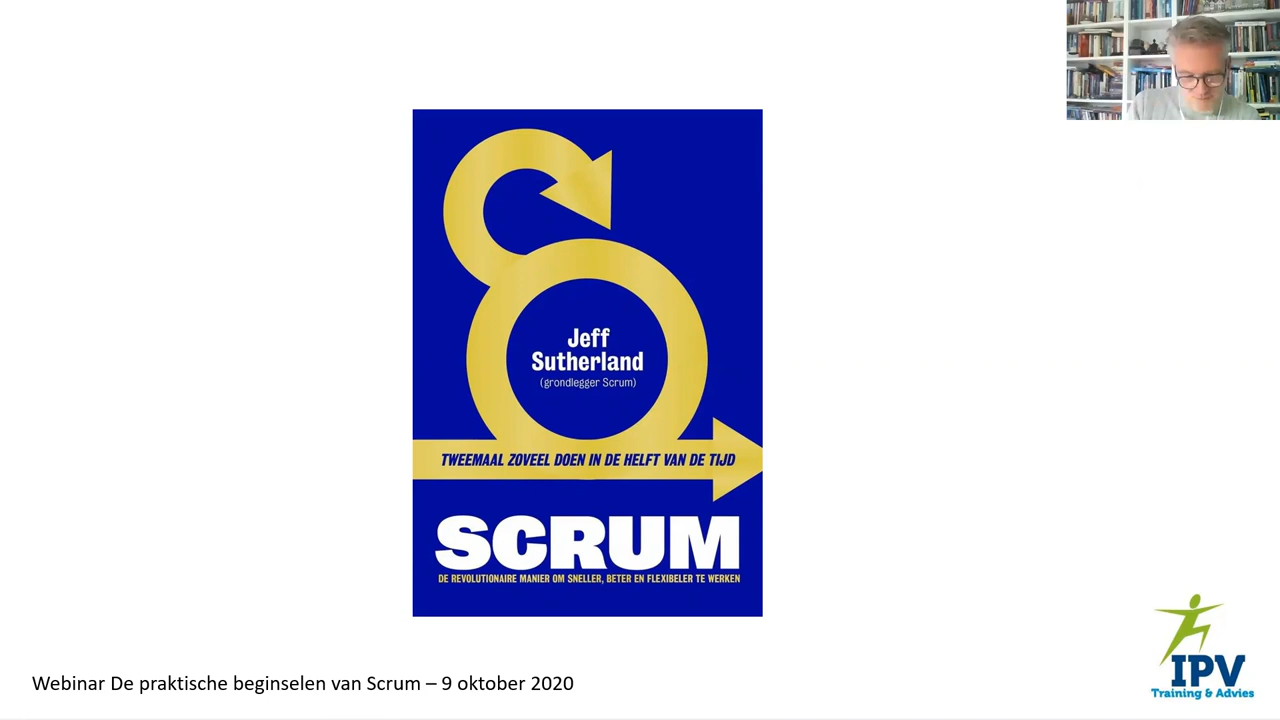 Jeff
Sutherland
(grondlegger Scrum)
TWEEMAAL ZOVEEL DOEN IN DE HELFT VAN DE TIJD
SCRUM
DE REVOLUTIONAIRE MANIER OM SNELLER, BETER EN FLEXIBELER TE WERKEN
Webinar De praktische beginselen van Scrum – 9 oktober 2020
IPV
Training & Advies